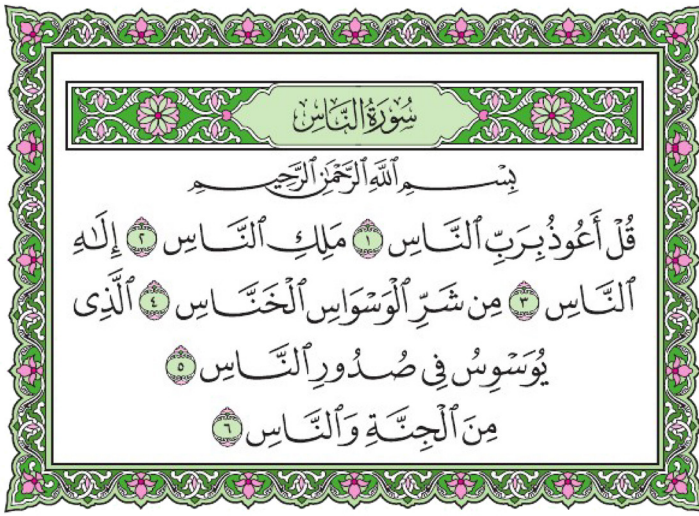 سُورَةُ النَّاسِ
بِسْمِ ٱللَّهِ ٱلرَّحْمَٰنِ ٱلرَّحِيمِ
قُلْ أَعُوذُ بِرَبِّ ٱلنَّاسِ ١ مَلِكِ ٱلنَّاسِ ٢ إِلَٰهِ
ٱلنَّاسِ ٣ مِن شَرِّ ٱلْوَسْوَاسِ ٱلْخَنَّاسِ ٤ ٱلَّذِى
يُوَسْوِسُ فِى صُدُورِ ٱلنَّاسِ ٥
مِنَ ٱلْجِنَّةِ وَٱلنَّاسِ ٦